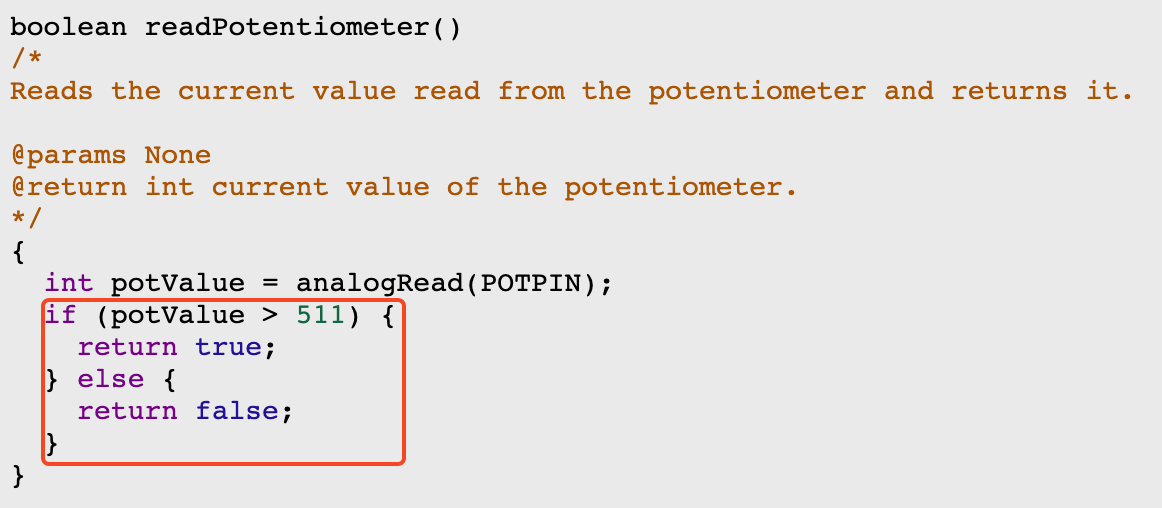 boolean readPotentiometer()
/*
Reads the current value read from the potentiometer and returns it.

@params None
@return int current value of the potentiometer.
*/
{
  int potValue = analogRead(POTPIN);
  if (potValue > 511) {
    return true;
  } else {
    return false;
  }
}